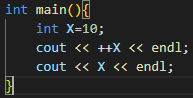 int main(){
    int X=10;
    cout << ++X << endl;
    cout << X << endl;
}